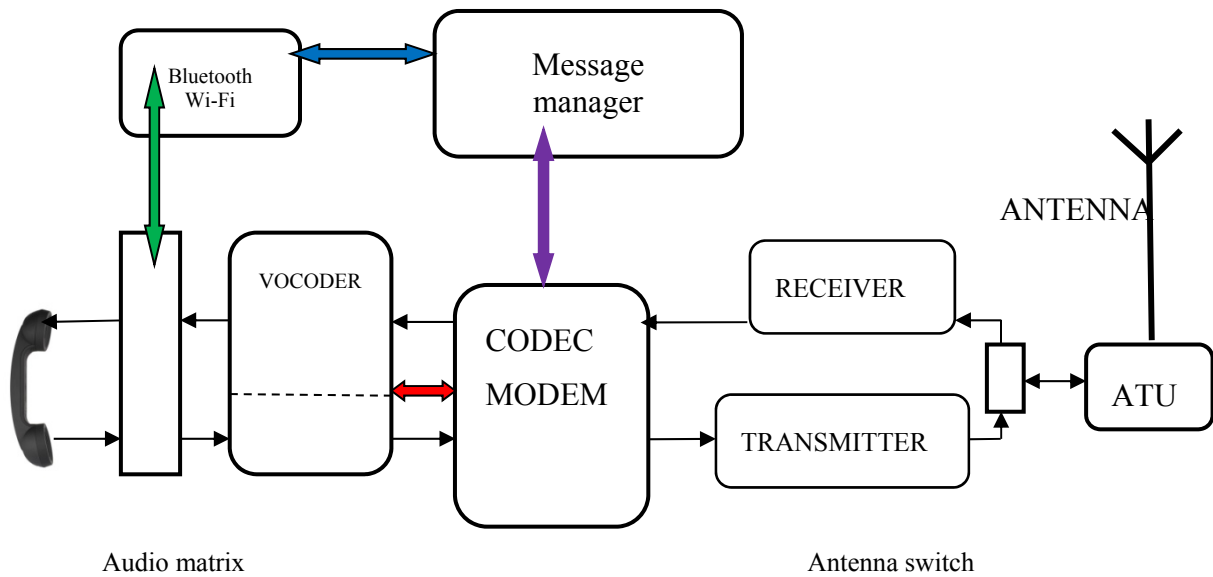 Bluetooth
Wi-Fi
Message
manager
ANTENNA
VOCODER
RECEIVER
CODEC
MODEM
ATU
TRANSMITTER
Audio matrix
Antenna switch